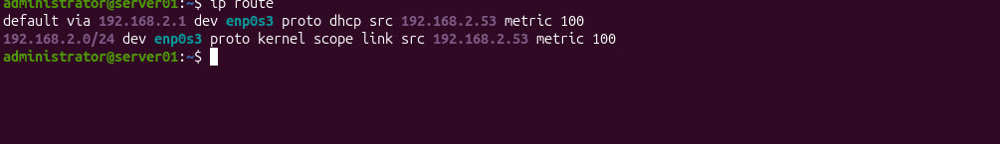 administrator@server01:~$ ip route
default via 192.168.2.1 dev enp0s3 proto dhcp src 192.168.2.53 metric 100
192.168.2.0/24 dev enp0s3 proto kernel scope link src 192.168.2.53 metric 100
administrator@server01:~$